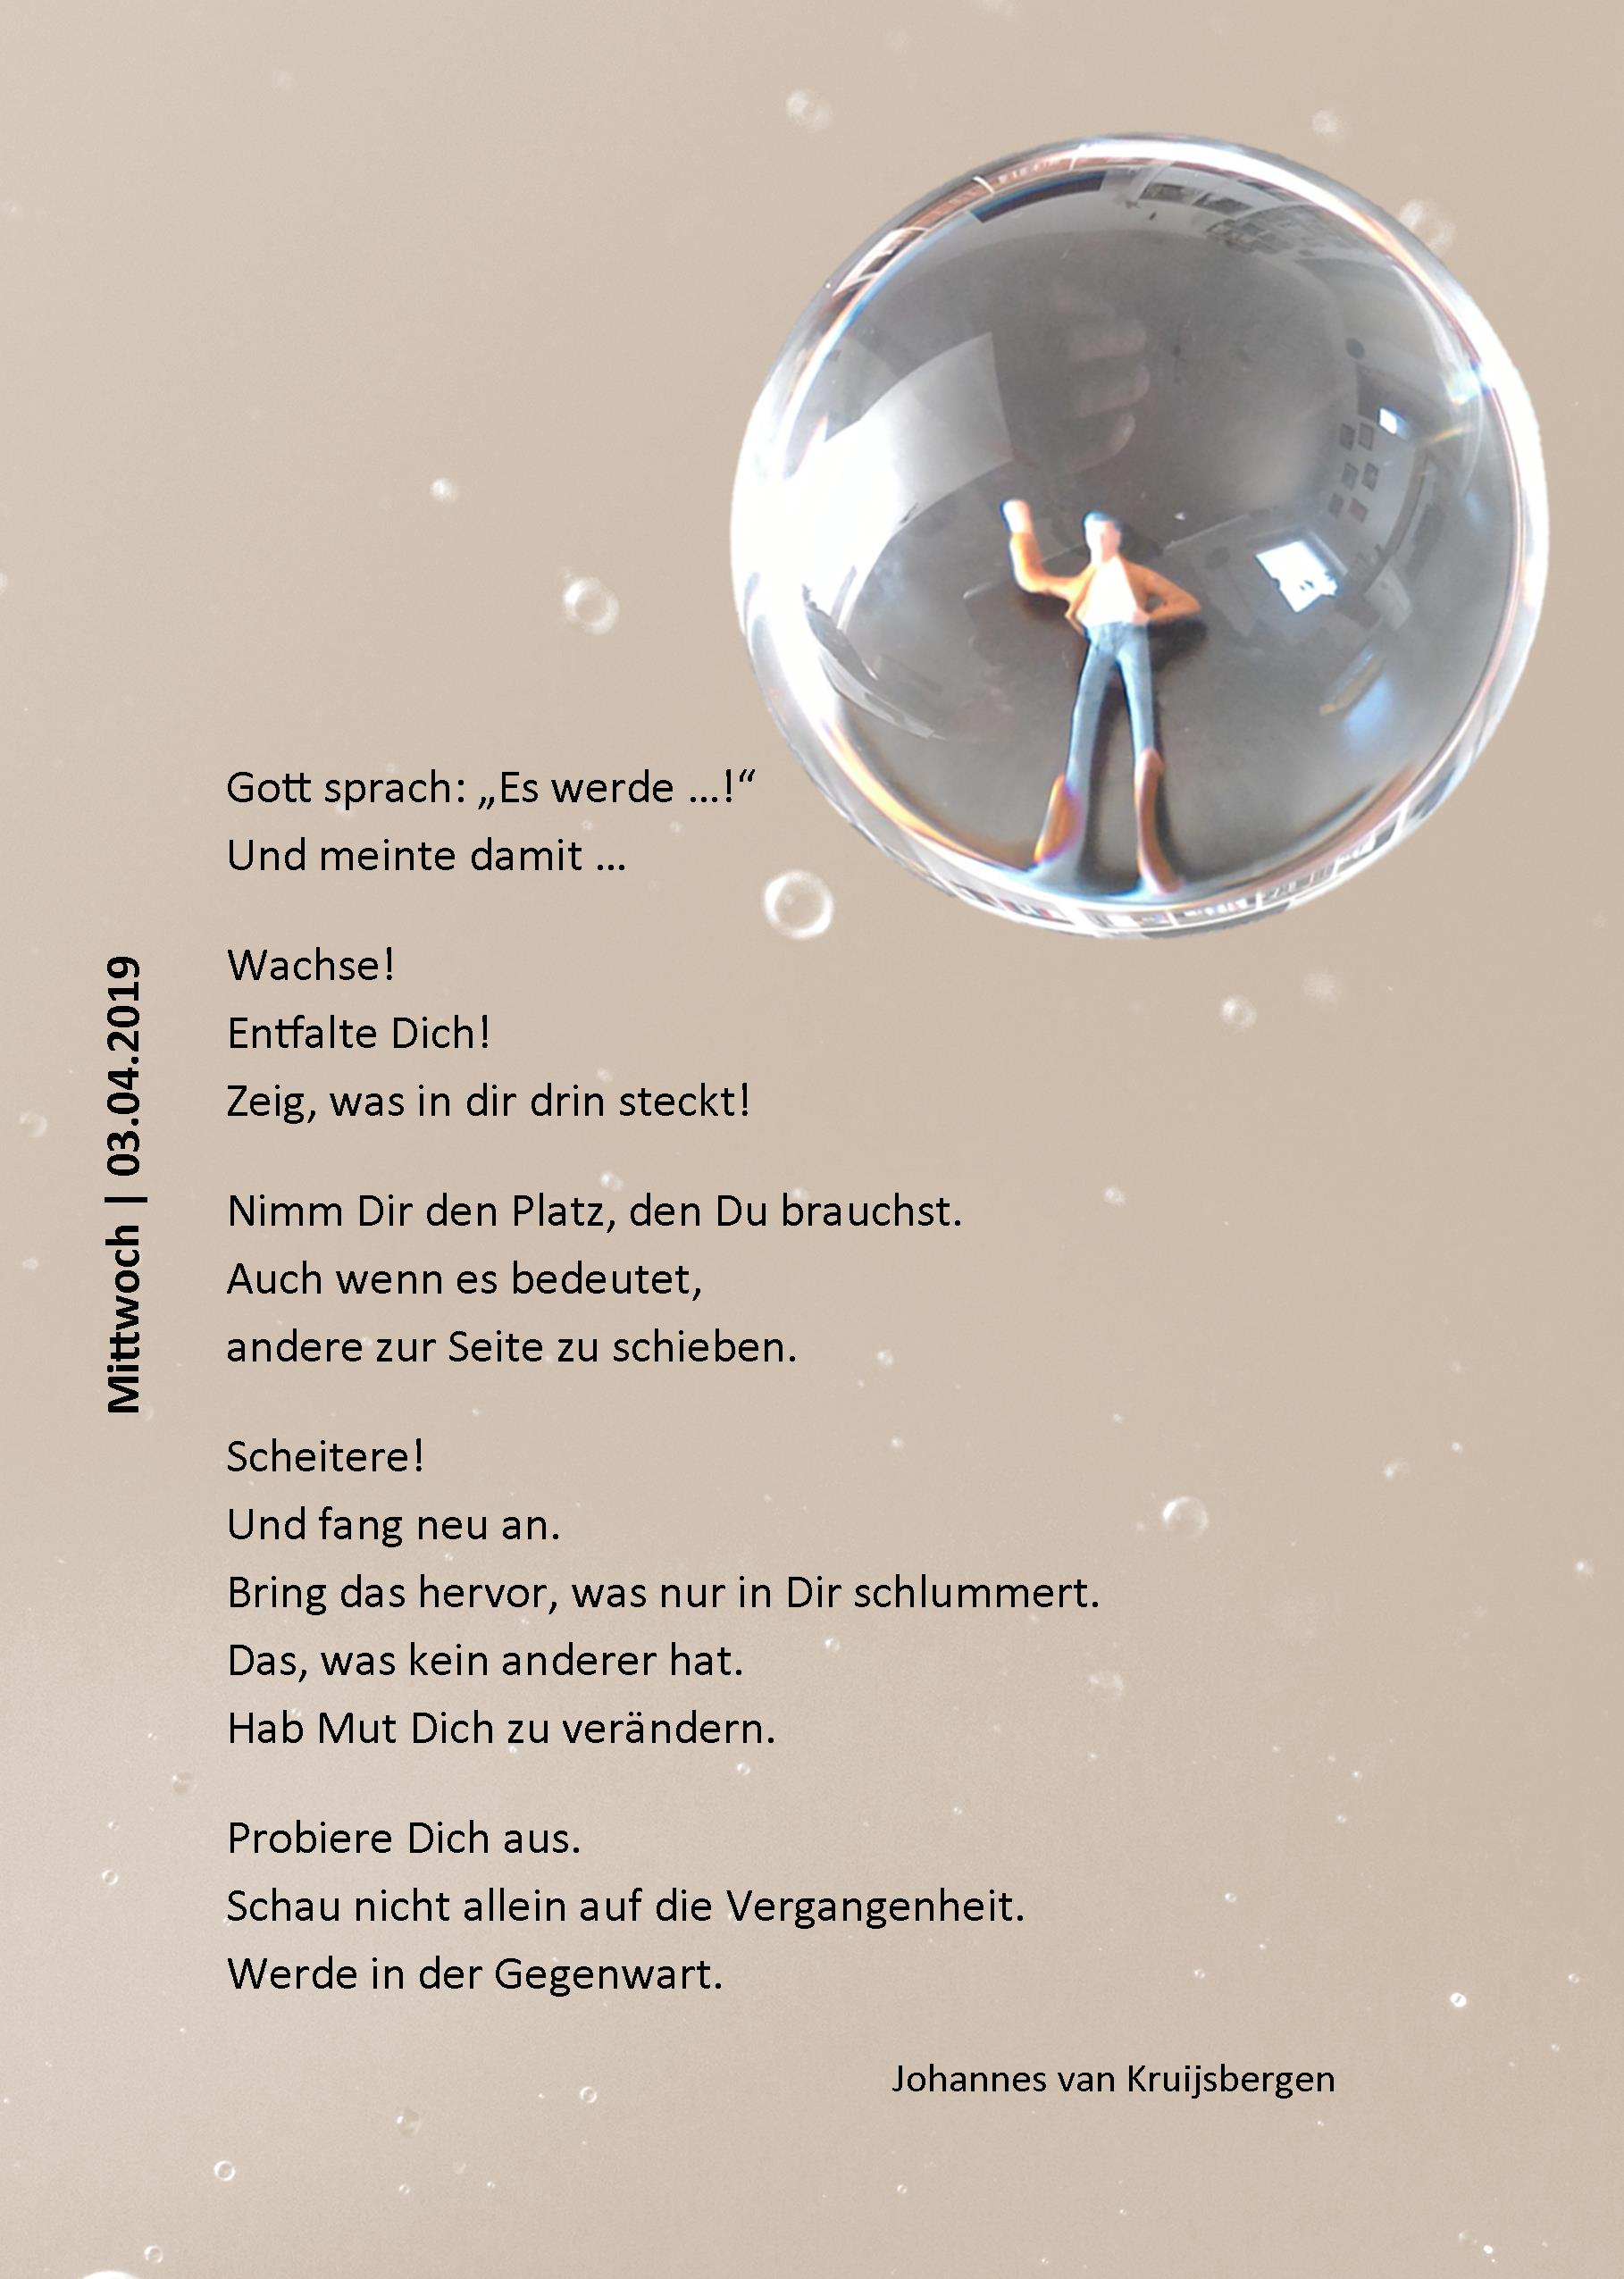 Gott sprach: „Es werde ...!“
Und meinte damit ...
Wachse!
Entfalte Dich!
Zeig, was in dir drin steckt!
Nimm Dir den Platz, den Du brauchst.
Auch wenn es bedeutet,
andere zur Seite zu schieben.
Scheitere!
Und fang neu an.
Bring das hervor, was nur in Dir schlummert.
Das, was kein anderer hat.
Hab Mut Dich zu verändern.
Probiere Dich aus.
Schau nicht allein auf die Vergangenheit.
Werde in der Gegenwart.
Johannes van Kruijsbergen
Mittwoch | 03.04.2019